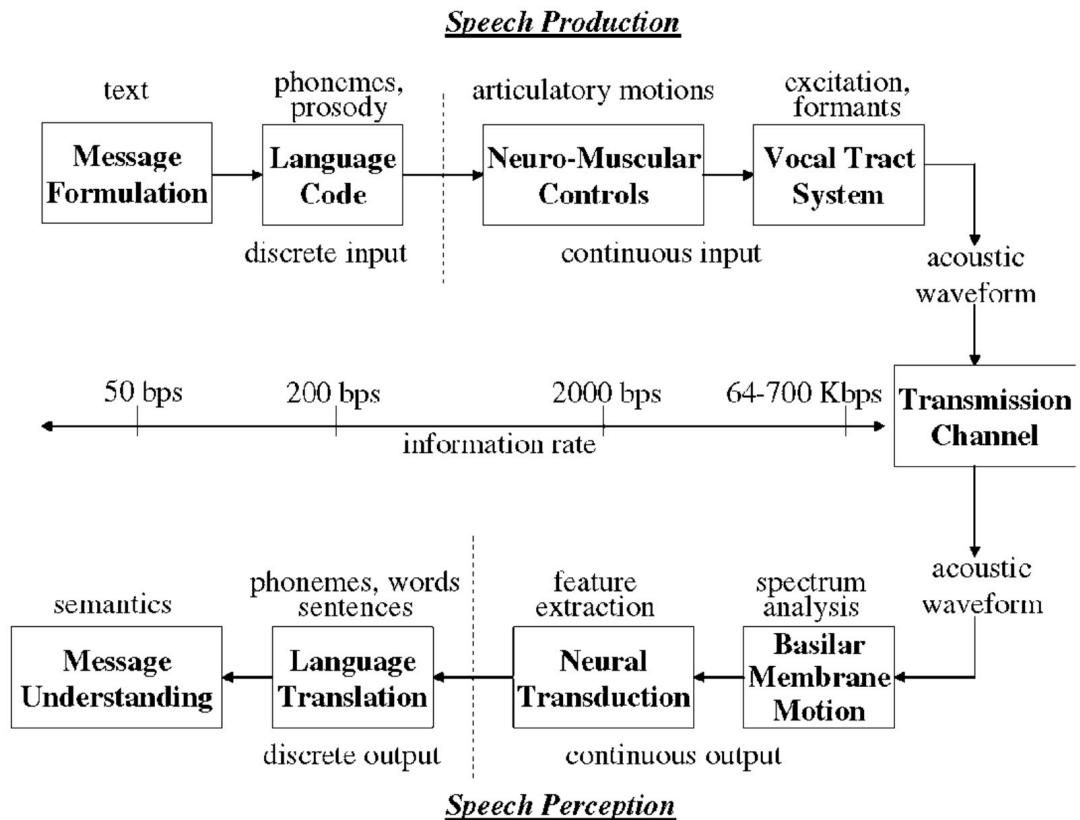 Speech Production
text
phonemes,
prosody
articulatory motions
excitation,
formants
Message
Formulation
Language
Code
Neuro-Muscular
Controls
Vocal Tract
System
discrete input
continuous input
acoustic
waveform
50 bps
200 bps
2000 bps
64-700 Kbps
information rate
Transmission
Channel
semantics
phonemes, words
sentences
feature
extraction
spectrum
analysis
acoustic
waveform
Message
Understanding
Language
Translation
Neural
Transduction
Basilar
Membrane
Motion
discrete output
continuous output
Speech Perception